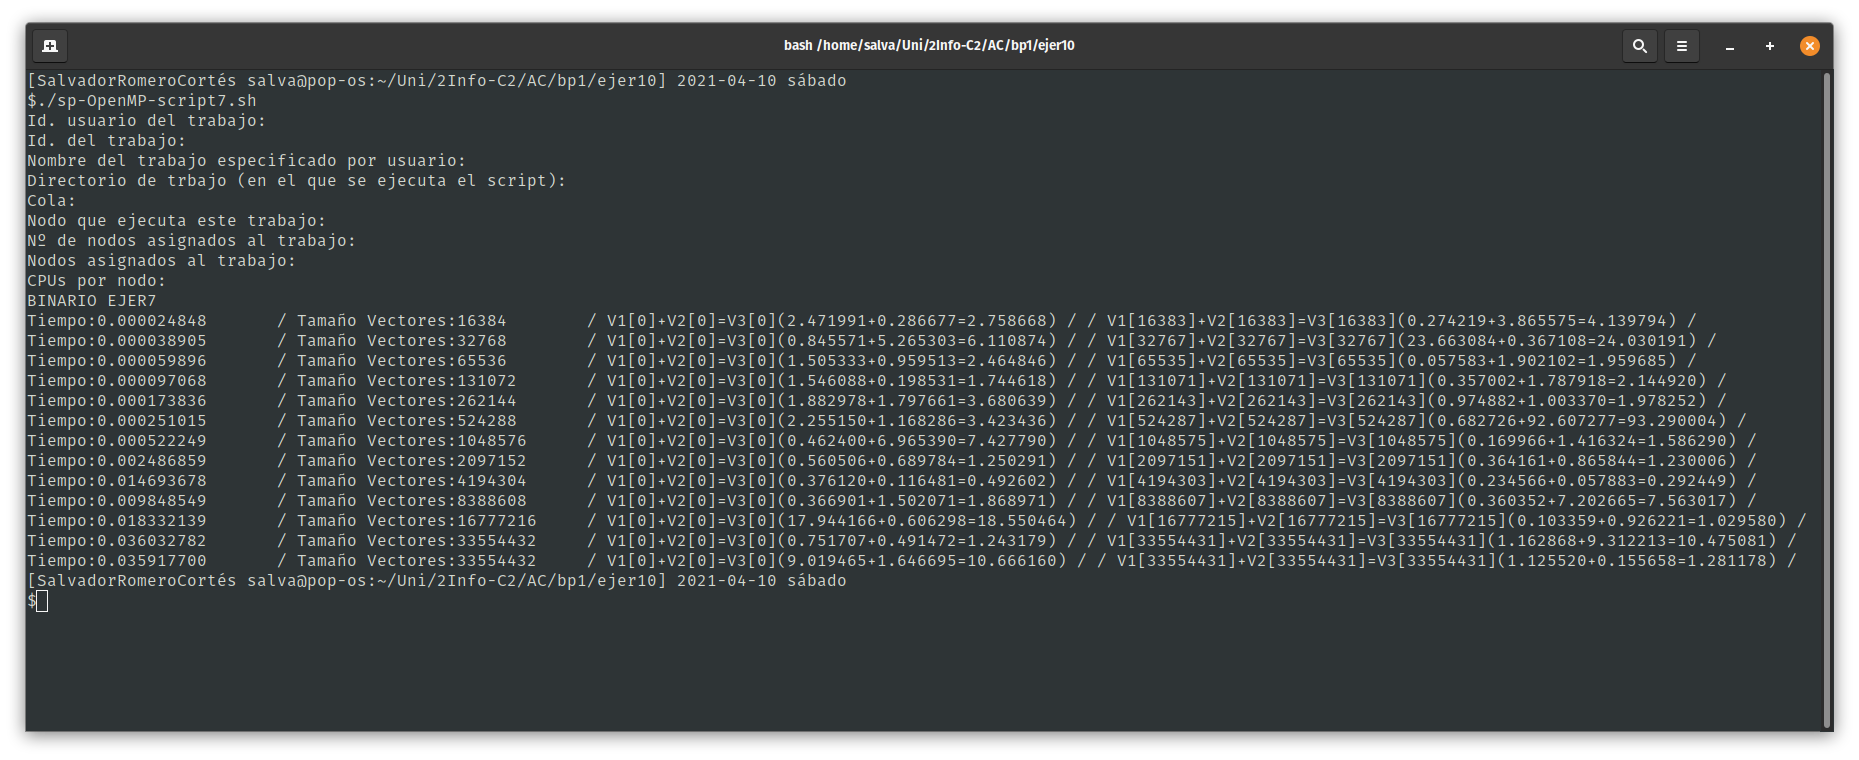 bash /home/salva/Uni/2Info-C2/AC/bp1/ejer10
[SalvadorRomeroCortés salva@pop-os:~/Uni/2Info-C2/AC/bp1/ejer10] 2021-04-10 sábado
$./sp-OpenMP-script7.sh
Id. usuario del trabajo:
Id. del trabajo:
Nombre del trabajo especificado por usuario:
Directorio de trbajo (en el que se ejecuta el script):
Cola:
Nodo que ejecuta este trabajo:
Nº de nodos asignados al trabajo:
Nodos asignados al trabajo:
CPUs por nodo:
BINARIO EJER7
Tiempo:0.000024848       / Tamaño Vectores:16384        / V1[0]+V2[0]=V3[0](2.471991+0.286677=2.758668) / / V1[16383]+V2[16383]=V3[16383](0.274219+3.865575=4.139794) /
Tiempo:0.000038905       / Tamaño Vectores:32768        / V1[0]+V2[0]=V3[0](0.845571+5.265303=6.110874) / / V1[32767]+V2[32767]=V3[32767](23.663084+0.367108=24.030191) /
Tiempo:0.000059896       / Tamaño Vectores:65536        / V1[0]+V2[0]=V3[0](1.505333+0.959513=2.464846) / / V1[65535]+V2[65535]=V3[65535](0.057583+1.902102=1.959685) /
Tiempo:0.000097068       / Tamaño Vectores:131072       / V1[0]+V2[0]=V3[0](1.546088+0.198531=1.744618) / / V1[131071]+V2[131071]=V3[131071](0.357002+1.787918=2.144920) /
Tiempo:0.000173836       / Tamaño Vectores:262144       / V1[0]+V2[0]=V3[0](1.882978+1.797661=3.680639) / / V1[262143]+V2[262143]=V3[262143](0.974882+1.003370=1.978252) /
Tiempo:0.000251015       / Tamaño Vectores:524288       / V1[0]+V2[0]=V3[0](2.255150+1.168286=3.423436) / / V1[524287]+V2[524287]=V3[524287](0.682726+92.607277=93.290004) /
Tiempo:0.000522249       / Tamaño Vectores:1048576      / V1[0]+V2[0]=V3[0](0.462400+6.965390=7.427790) / / V1[1048575]+V2[1048575]=V3[1048575](0.169966+1.416324=1.586290) /
Tiempo:0.002486859       / Tamaño Vectores:2097152      / V1[0]+V2[0]=V3[0](0.560506+0.689784=1.250291) / / V1[2097151]+V2[2097151]=V3[2097151](0.364161+0.865844=1.230006) /
Tiempo:0.014693678       / Tamaño Vectores:4194304      / V1[0]+V2[0]=V3[0](0.376120+0.116481=0.492602) / / V1[4194303]+V2[4194303]=V3[4194303](0.234566+0.057883=0.292449) /
Tiempo:0.009848549       / Tamaño Vectores:8388608      / V1[0]+V2[0]=V3[0](0.366901+1.502071=1.868971) / / V1[8388607]+V2[8388607]=V3[8388607](0.360352+7.202665=7.563017) /
Tiempo:0.018332139       / Tamaño Vectores:16777216     / V1[0]+V2[0]=V3[0](17.944166+0.606298=18.550464) / / V1[16777215]+V2[16777215]=V3[16777215](0.103359+0.926221=1.029580) /
Tiempo:0.036032782       / Tamaño Vectores:33554432     / V1[0]+V2[0]=V3[0](0.751707+0.491472=1.243179) / / V1[33554431]+V2[33554431]=V3[33554431](1.162868+9.312213=10.475081) /
Tiempo:0.035917700       / Tamaño Vectores:33554432     / V1[0]+V2[0]=V3[0](9.019465+1.646695=10.666160) / / V1[33554431]+V2[33554431]=V3[33554431](1.125520+0.155658=1.281178) /
[SalvadorRomeroCortés salva@pop-os:~/Uni/2Info-C2/AC/bp1/ejer10] 2021-04-10 sábado
$